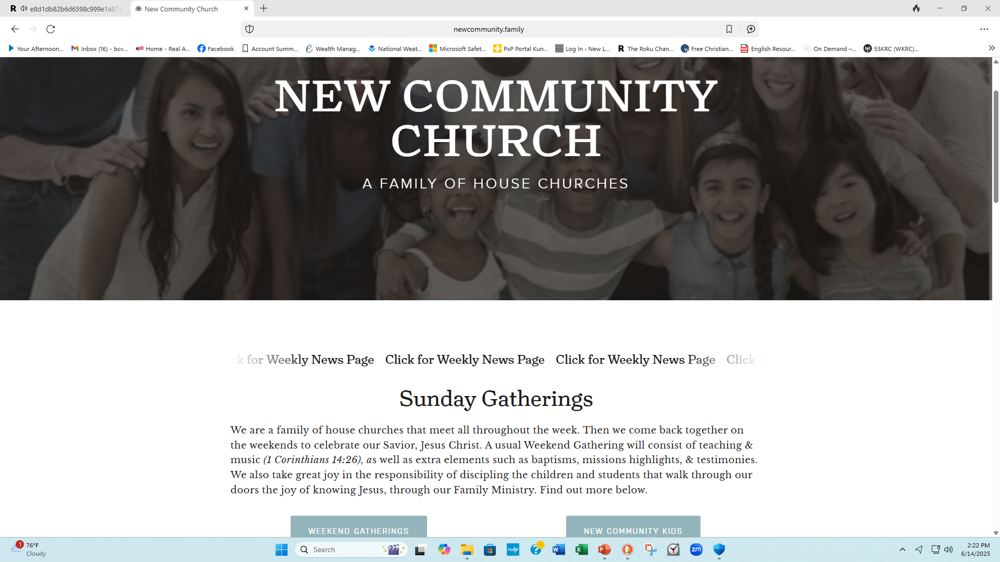 e8d1db82b6d6598c999e1a874
New Community Church
newcommunity.family
Your Afternoon...
Inbox (16) - bcv...
Home - Real A...
Facebook
Account Summ...
Wealth Manag...
National Weat...
Microsoft Safet...
PxP Portal Kun...
Log In ‹ New L...
The Roku Chan...
Free Christian...
English Resour...
On Demand –...
55KRC (WKRC)...
NEW COMMUNITY
CHURCH
A FAMILY OF HOUSE CHURCHES
ck for Weekly News Page Click for Weekly News Page Click for Weekly News Page Click f
Sunday Gatherings
We are a family of house churches that meet all throughout the week. Then we come back together on
the weekends to celebrate our Savior, Jesus Christ. A usual Weekend Gathering will consist of teaching &
music (1 Corinthians 14:26), as well as extra elements such as baptisms, missions highlights, & testimonies.
We also take great joy in the responsibility of discipling the children and students that walk through our
doors the joy of knowing Jesus, through our Family Ministry. Find out more below.
WEEKEND GATHERINGS
NEW COMMUNITY KIDS
1
76°F
Cloudy
Search
myhp
zm
2:22 PM
6/14/2025